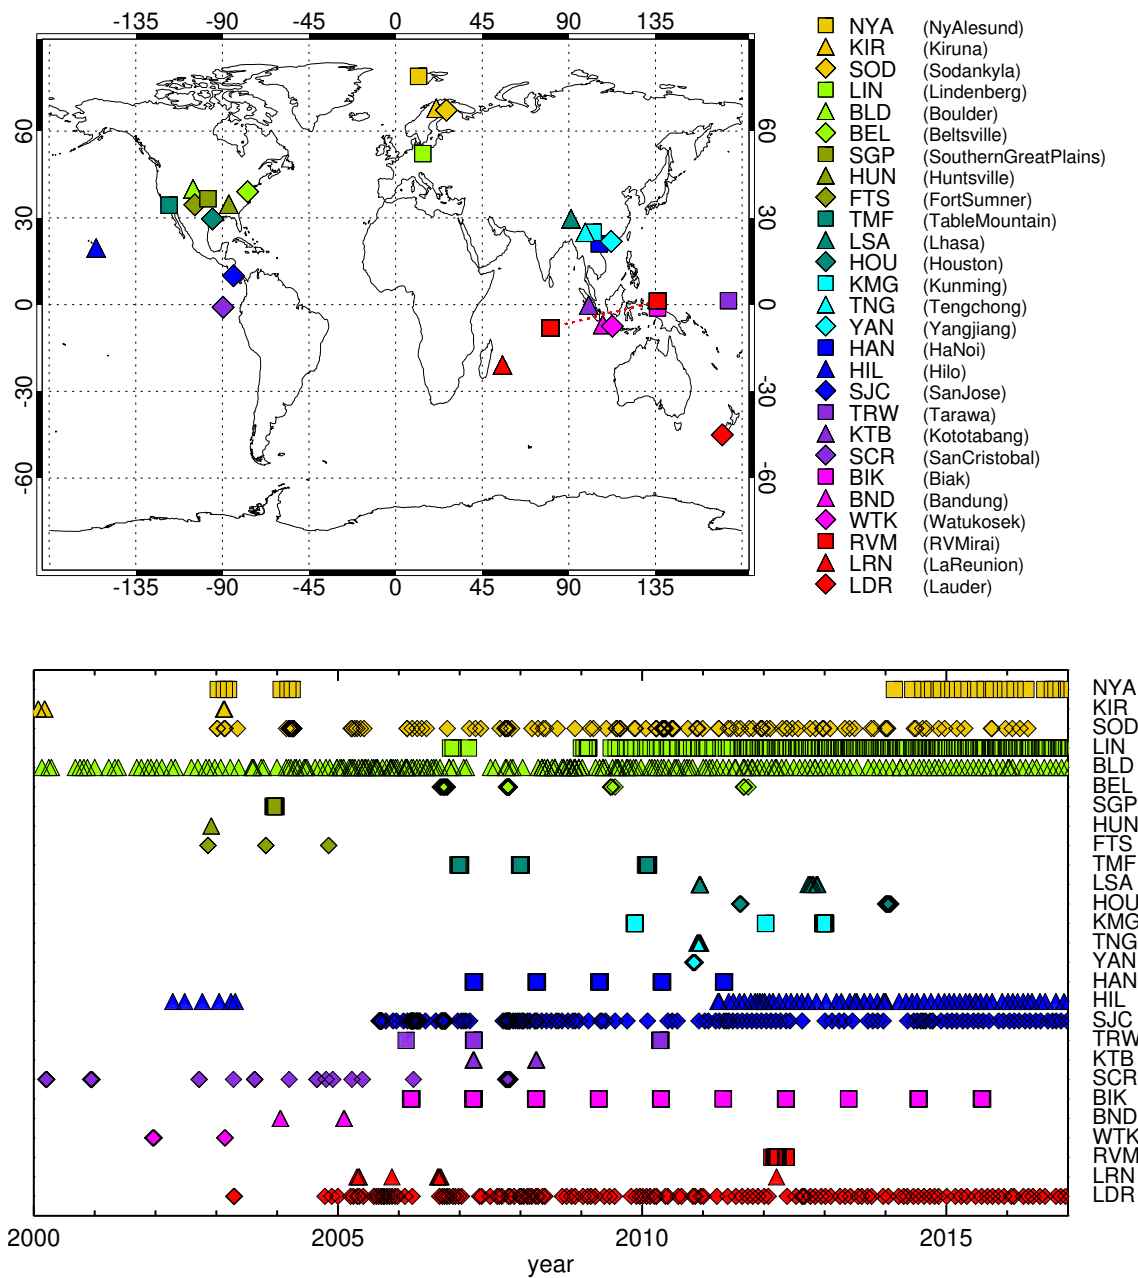 -135 -90 -45 0 45 90 135
60 60
30 30
0 0
-30 -30
-60 -60
-135 -90 -45 0 45 90 135
NYA (NyAlesund)
KIR (Kiruna)
SOD (Sodankyla)
LIN (Lindenberg)
BLD (Boulder)
BEL (Beltsville)
SGP (SouthernGreatPlains)
HUN (Huntsville)
FTS (FortSumner)
TMF (TableMountain)
LSA (Lhasa)
HOU (Houston)
KMG (Kunming)
TNG (Tengchong)
YAN (Yangjiang)
HAN (HaNoi)
HIL (Hilo)
SJC (SanJose)
TRW (Tarawa)
KTB (Kototabang)
SCR (SanCristobal)
BIK (Biak)
BND (Bandung)
WTK (Watukosek)
RVM (RVMirai)
LRN (LaReunion)
LDR (Lauder)
NYA
KIR
SOD
LIN
BLD
BEL
SGP
HUN
FTS
TMF
LSA
HOU
KMG
TNG
YAN
HAN
HIL
SJC
TRW
KTB
SCR
BIK
BND
WTK
RVM
LRN
LDR
2000 2005 2010 2015
year